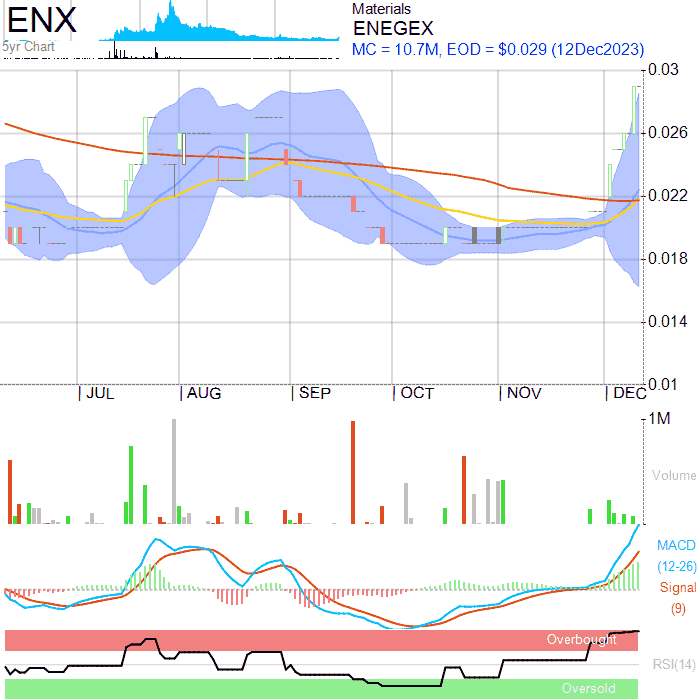 ENX
5yr Chart
Materials
ENEGEX
MC = 10.7M, EOD = $0.029 (12Dec2023)
0.03
0.026
0.022
0.018
0.014
0.01
JUL AUG SEP OCT NOV DEC
1M
Volume
MACD
(12-26)
Signal
(9)
Overbought
RSI(14)
Oversold